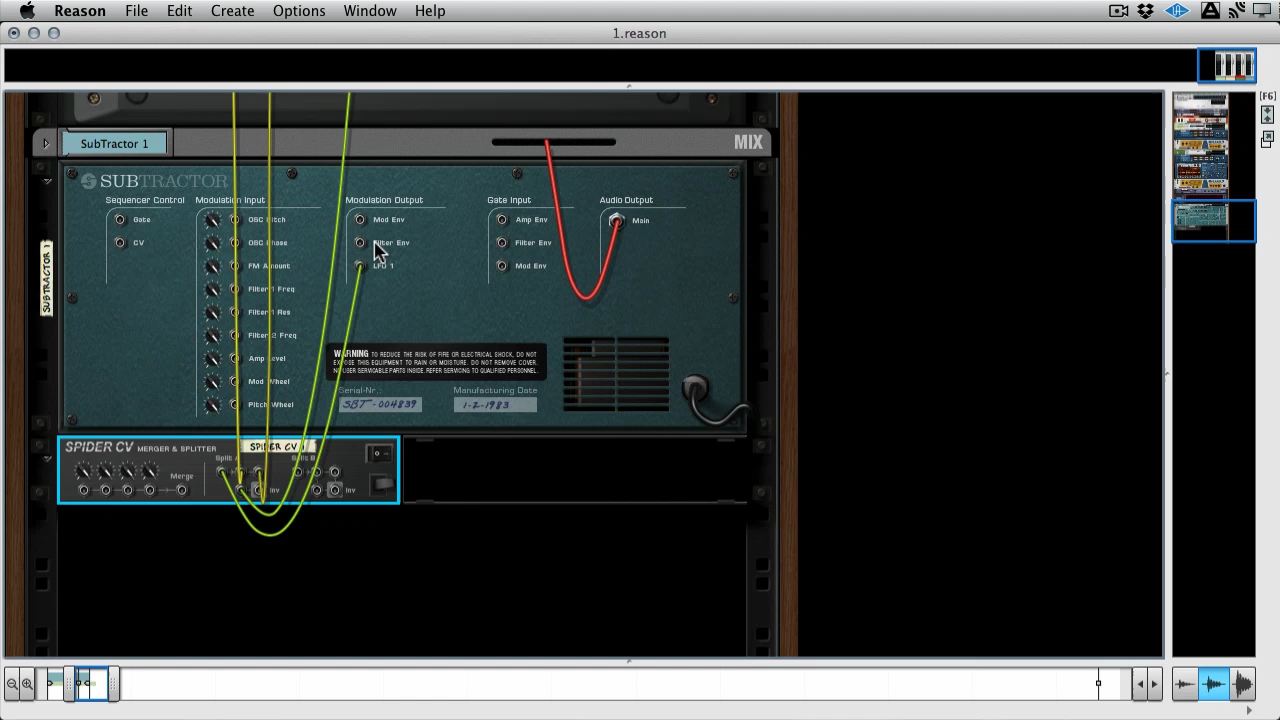 Reason File Edit Create Options Window Help
1.reason
[F6]
SubTractor 1
MIX
SUBTRACTOR
Sequencer Control Modulation Input Modulation Output Gate Input Audio Output
Gate OSC Pitch Mod Env Amp Env Main
CV OSC Phase Filter Env Filter Env
FM Amount LFO 1 Mod Env
Filter 1 Freq
Filter 1 Res
Filter 2 Freq
Amp Level
Mod Wheel
Pitch Wheel
SUBTRACTOR 1
WARNING TO REDUCE THE RISK OF FIRE OR ELECTRICAL SHOCK, DO NOT
EXPOSE THIS EQUIPMENT TO RAIN OR MOISTURE. DO NOT REMOVE COVER.
NO USER SERVICABLE PARTS INSIDE. REFER SERVICING TO QUALIFIED PERSONNEL.
Serial-Nr.: Manufacturing Date
SBT-004839 1-2-1983
SPIDER CV MERGER & SPLITTER SPIDER CV 1
Split A Split B
Merge
Inv Inv